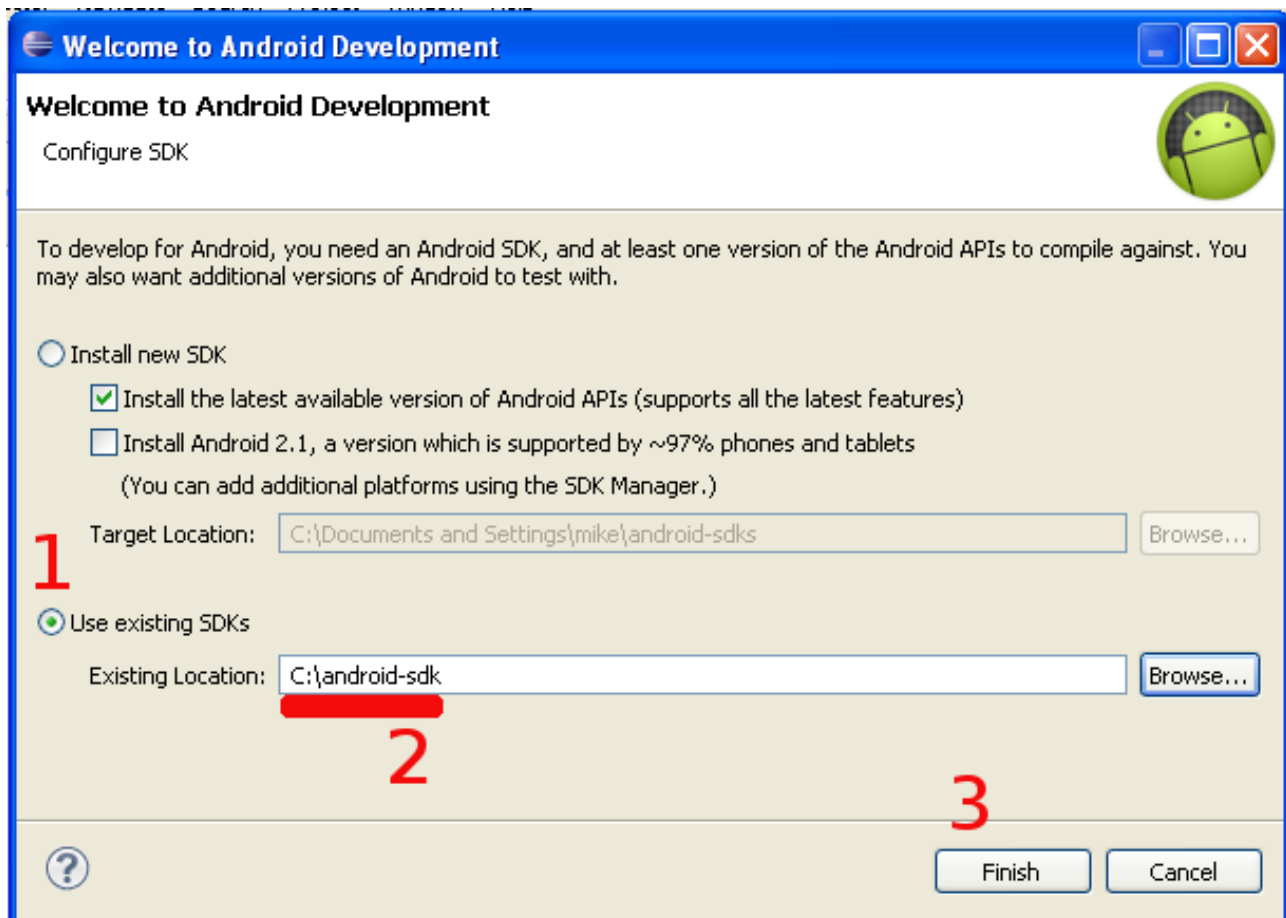 Welcome to Android Development
Welcome to Android Development
Configure SDK
To develop for Android, you need an Android SDK, and at least one version of the Android APIs to compile against. You
may also want additional versions of Android to test with.
Install new SDK
Install the latest available version of Android APIs (supports all the latest features)
Install Android 2.1, a version which is supported by ~97% phones and tablets
(You can add additional platforms using the SDK Manager.)
Target Location: C:\Documents and Settings\mike\android-sdks Browse...
1
Use existing SDKs
Existing Location: C:\android-sdk Browse...
2
3
? Finish Cancel